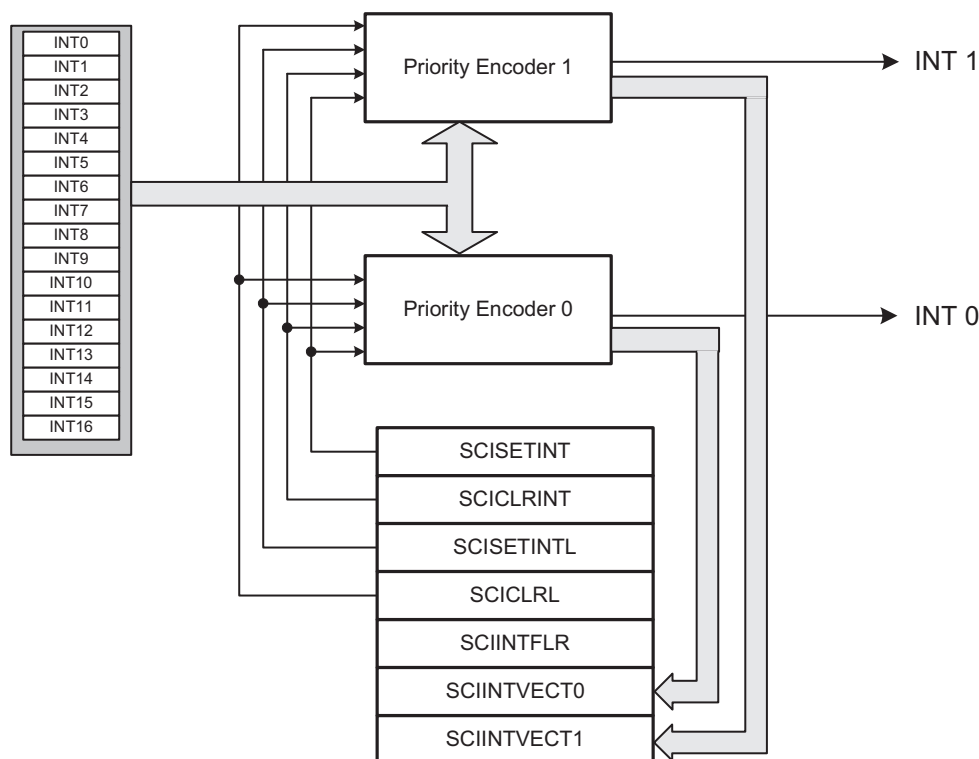 INT0
INT1
INT2
INT3
INT4
INT5
INT6
INT7
INT8
INT9
INT10
INT11
INT12
INT13
INT14
INT15
INT16
Priority Encoder 1
INT 1
Priority Encoder 0
INT 0
SCISETINT
SCICLRINT
SCISETINTL
SCICLRL
SCIINTFLR
SCIINTVECT0
SCIINTVECT1